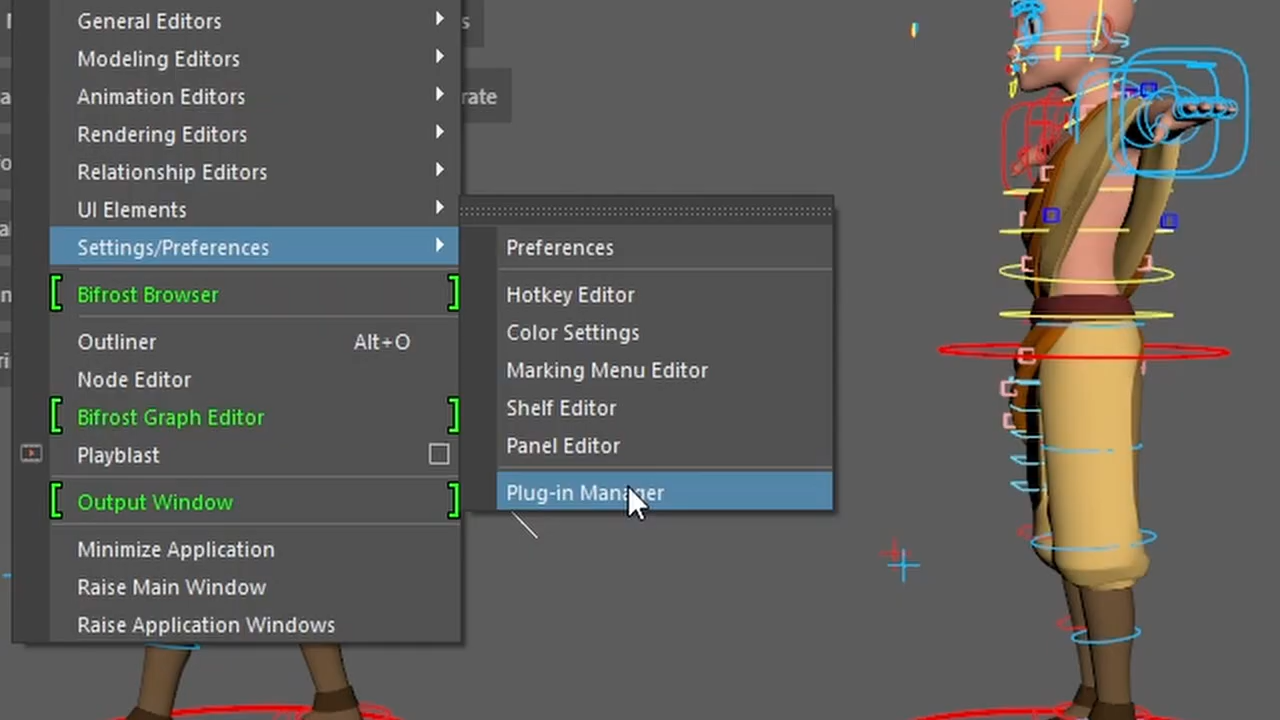 General Editors
Modeling Editors
Animation Editors
rate
Rendering Editors
Relationship Editors
UI Elements
Settings/Preferences
Preferences
Bifrost Browser
Hotkey Editor
Color Settings
Outliner Alt+O
Marking Menu Editor
Node Editor
Shelf Editor
Bifrost Graph Editor
Panel Editor
Playblast
Plug-in Manager
Output Window
Minimize Application
Raise Main Window
Raise Application Windows